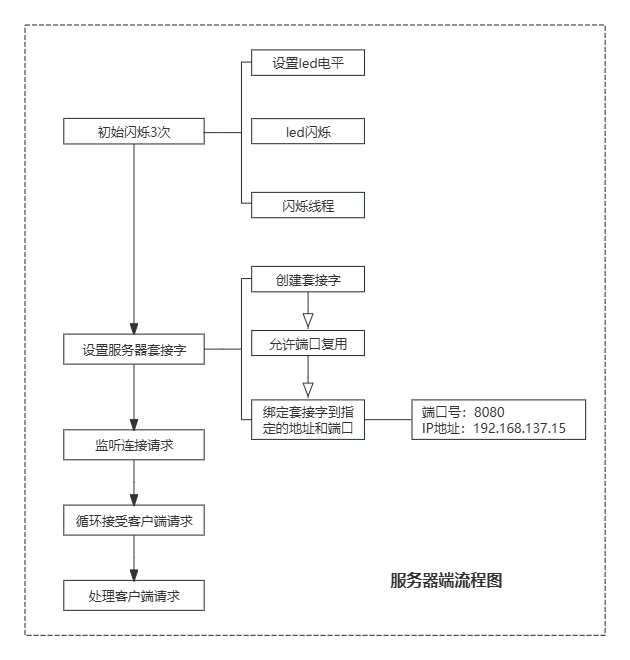 设置led电平
初始闪烁3次
led闪烁
闪烁线程
创建套接字
允许端口复用
设置服务器套接字
绑定套接字到指
定的地址和端口
端口号：8080
IP地址：192.168.137.15
监听连接请求
循环接受客户端请求
处理客户端请求
服务器端流程图